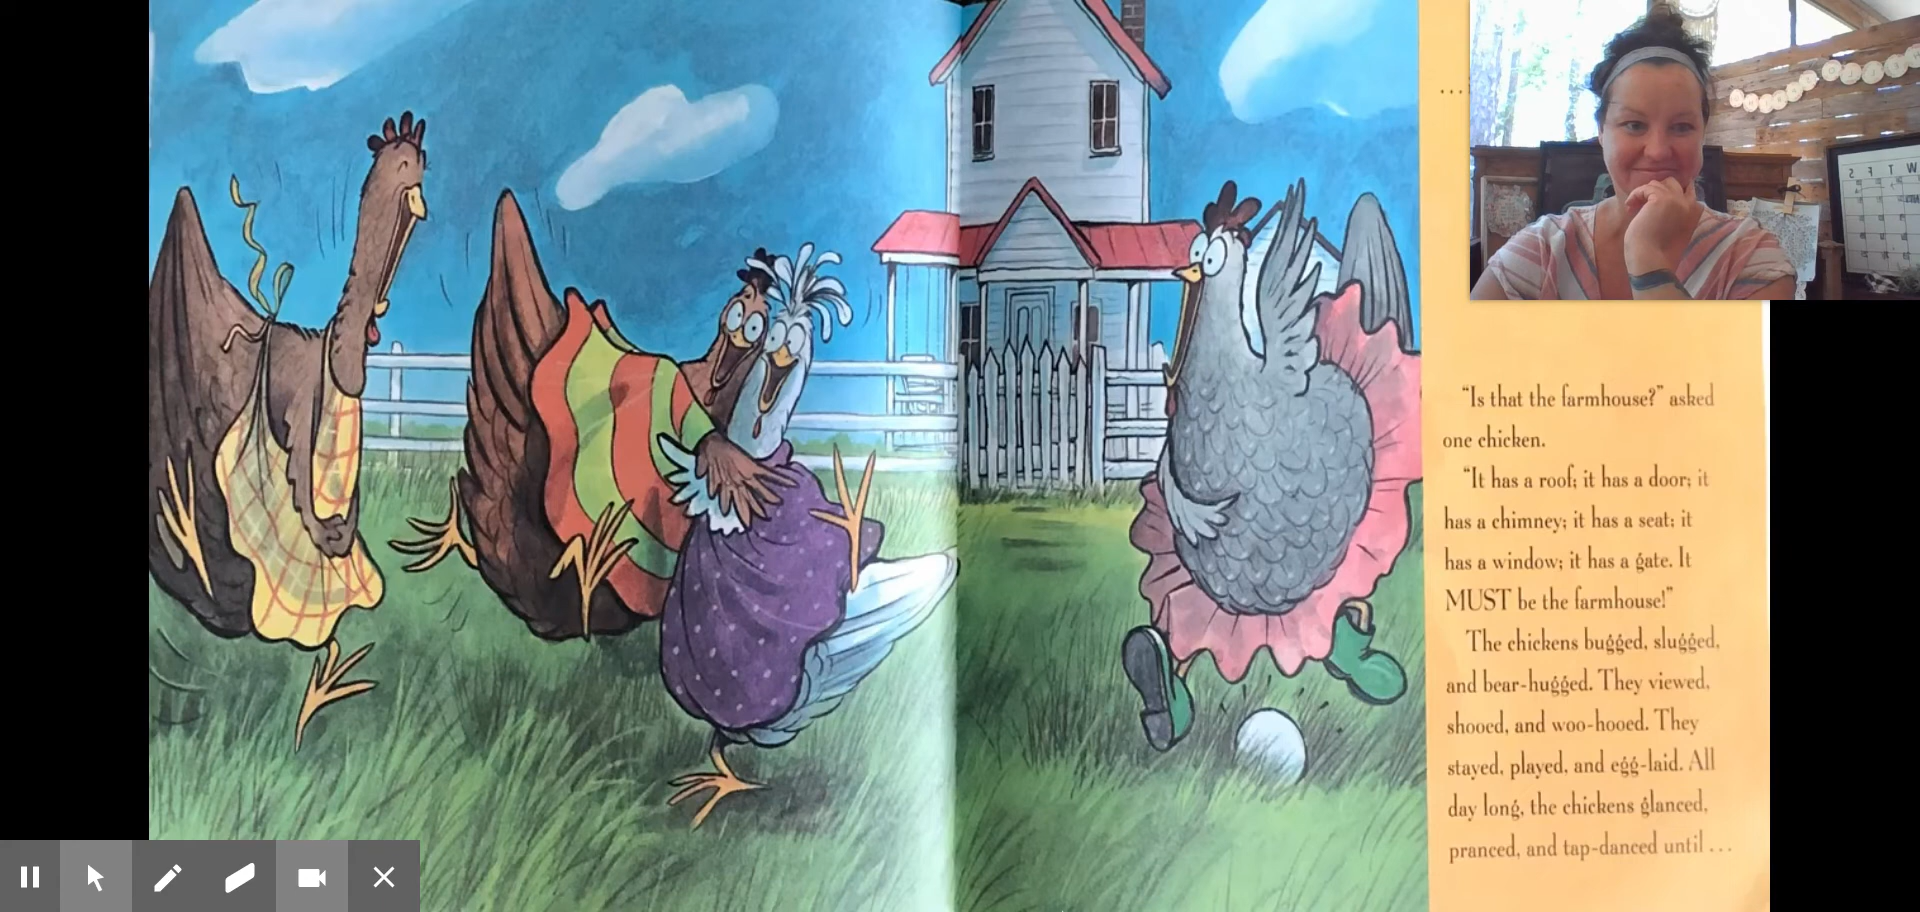 ...
"Is that the farmhouse?" asked
one chicken.
"It has a roof; it has a door; it
has a chimney; it has a seat; it
has a window; it has a gate. It
MUST be the farmhouse!"
The chickens bugged, slugged,
and bear-hugged. They viewed,
shooed, and woo-hooed. They
stayed, played, and egg-laid. All
day long, the chickens glanced,
pranced, and tap-danced until ...
W T F S